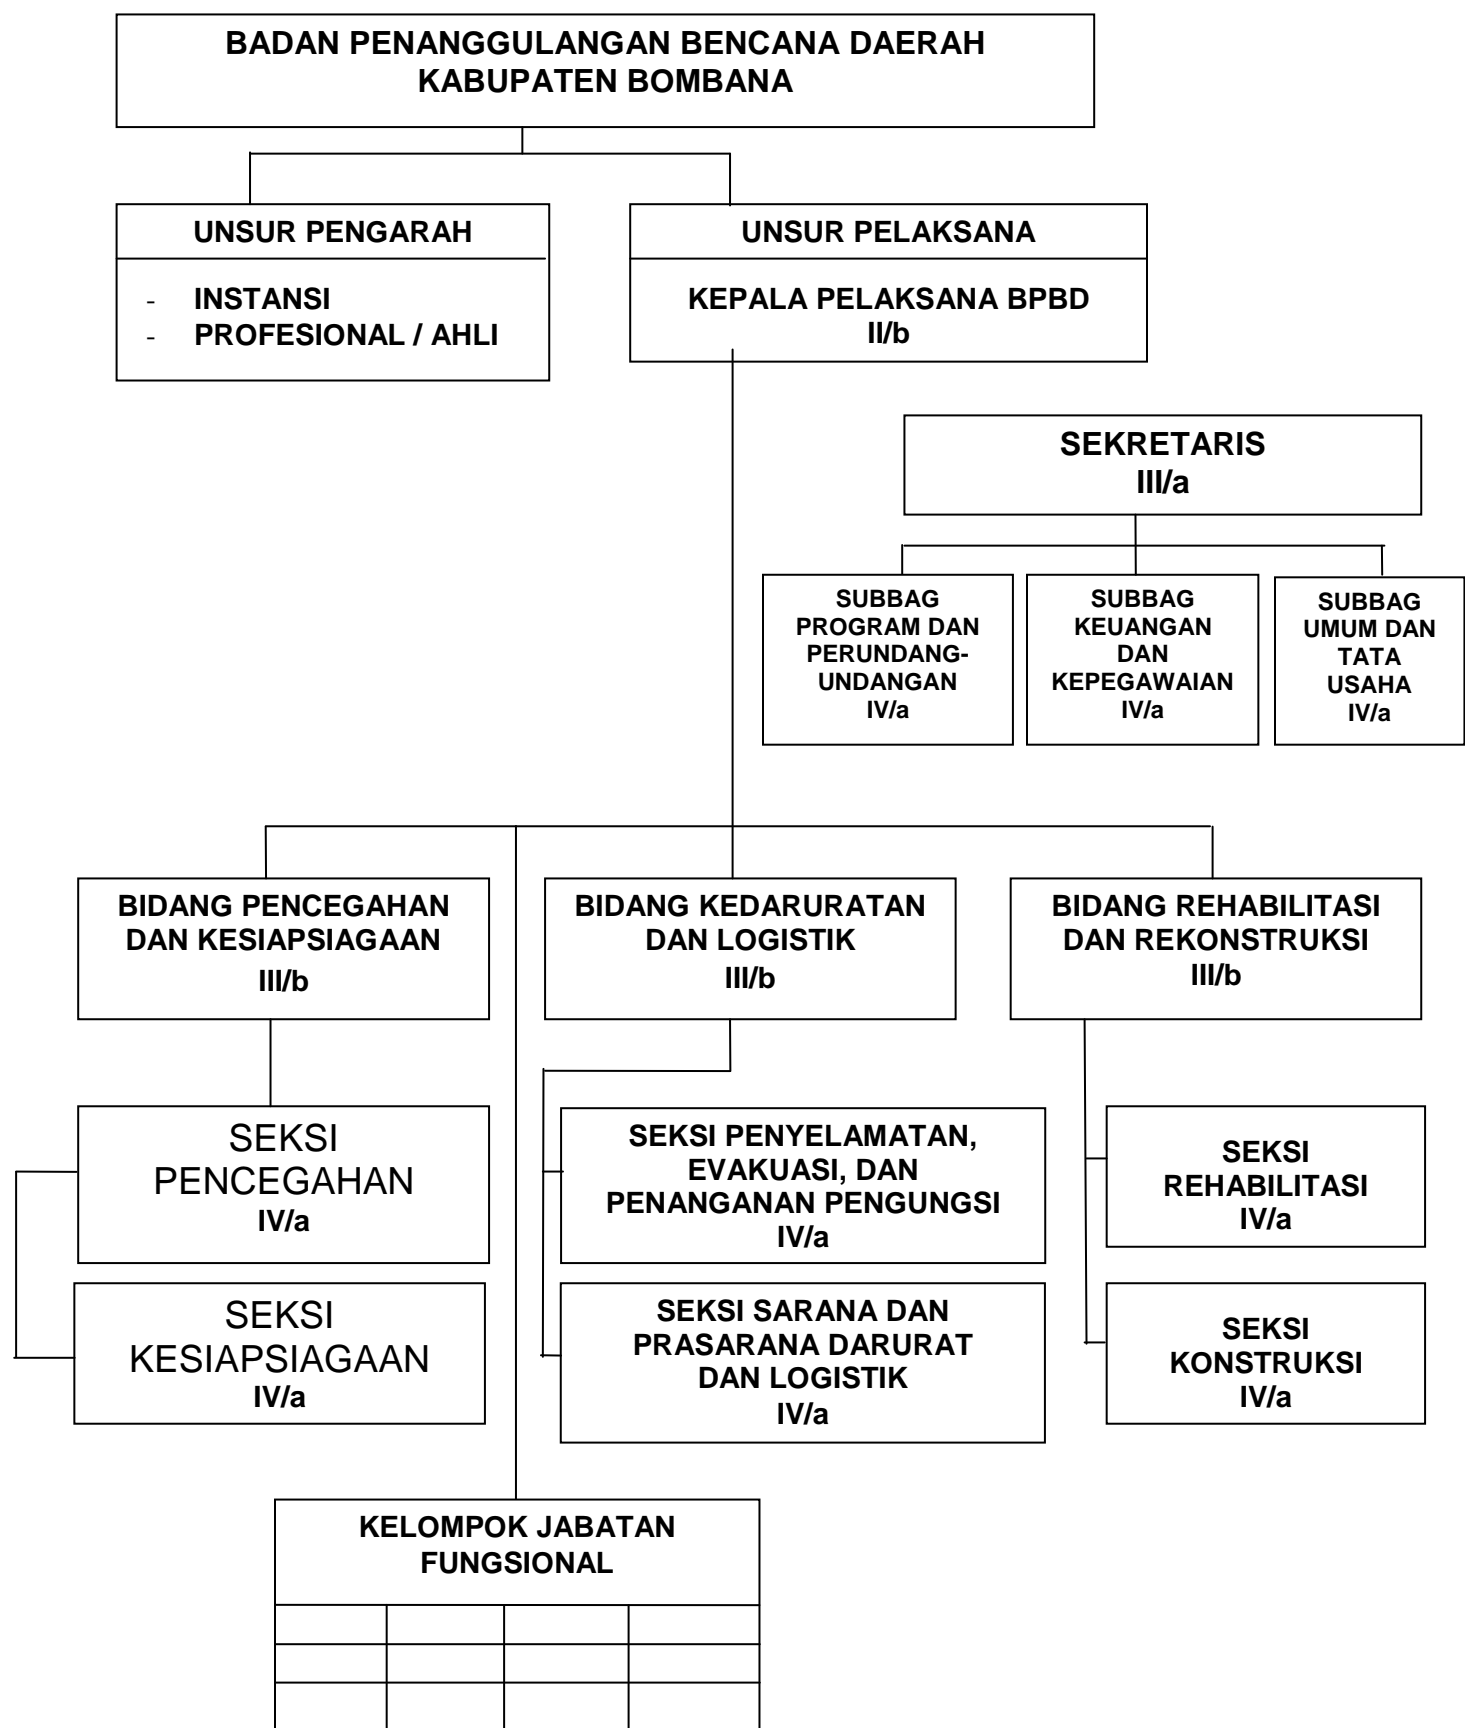 BADAN PENANGGULANGAN BENCANA DAERAH
KABUPATEN BOMBANA
UNSUR PENGARAH
- INSTANSI
- PROFESIONAL / AHLI
UNSUR PELAKSANA
KEPALA PELAKSANA BPBD
II/b
SEKRETARIS
III/a
SUBBAG
PROGRAM DAN
PERUNDANG-
UNDANGAN
IV/a
SUBBAG
KEUANGAN
DAN
KEPEGAWAIAN
IV/a
SUBBAG
UMUM DAN
TATA
USAHA
IV/a
BIDANG PENCEGAHAN
DAN KESIAPSIAGAAN
III/b
BIDANG KEDARURATAN
DAN LOGISTIK
III/b
BIDANG REHABILITASI
DAN REKONSTRUKSI
III/b
SEKSI
PENCEGAHAN
IV/a
SEKSI
KESIAPSIAGAAN
IV/a
SEKSI PENYELAMATAN,
EVAKUASI, DAN
PENANGANAN PENGUNGSI
IV/a
SEKSI SARANA DAN
PRASARANA DARURAT
DAN LOGISTIK
IV/a
SEKSI
REHABILITASI
IV/a
SEKSI
KONSTRUKSI
IV/a
KELOMPOK JABATAN
FUNGSIONAL